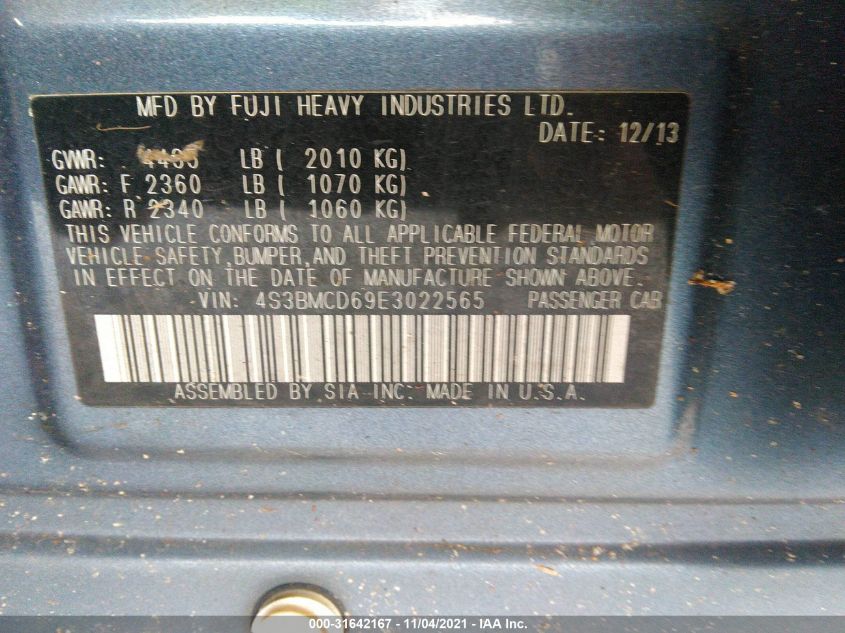 MFD BY FUJI HEAVY INDUSTRIES LTD.
DATE: 12/13
GVWR: LB ( 2010 KG)
GAWR: F 2360 LB ( 1070 KG)
GAWR: R 2340 LB ( 1060 KG)
THIS VEHICLE CONFORMS TO ALL APPLICABLE FEDERAL MOTOR
VEHICLE SAFETY, BUMPER, AND THEFT PREVENTION STANDARDS
IN EFFECT ON THE DATE OF MANUFACTURE SHOWN ABOVE.
VIN: 4S3BMCD69E3022565 PASSENGER CAR
ASSEMBLED BY SIA INC. MADE IN U.S.A.
000-31642167 - 11/04/2021 - IAA Inc.